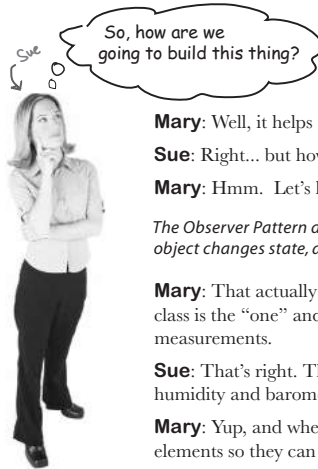 So, how are we
going to build this thing?
Sue
Mary: Well, it helps
Sue: Right... but how
Mary: Hmm. Let's l
The Observer Pattern d
object changes state, a
Mary: That actually
class is the “one” and
measurements.
Sue: That's right. Th
humidity and barom
Mary: Yup, and whe
elements so they can